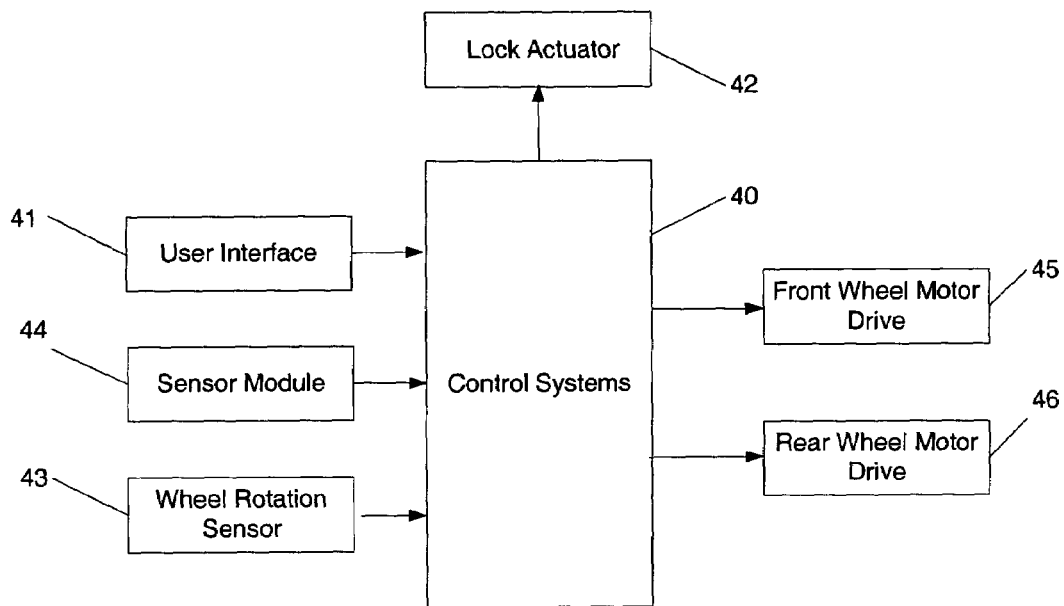 Lock Actuator
42
41
User Interface
40
45
Front Wheel Motor
Drive
44
Sensor Module
Control Systems
46
Rear Wheel Motor
Drive
43
Wheel Rotation
Sensor